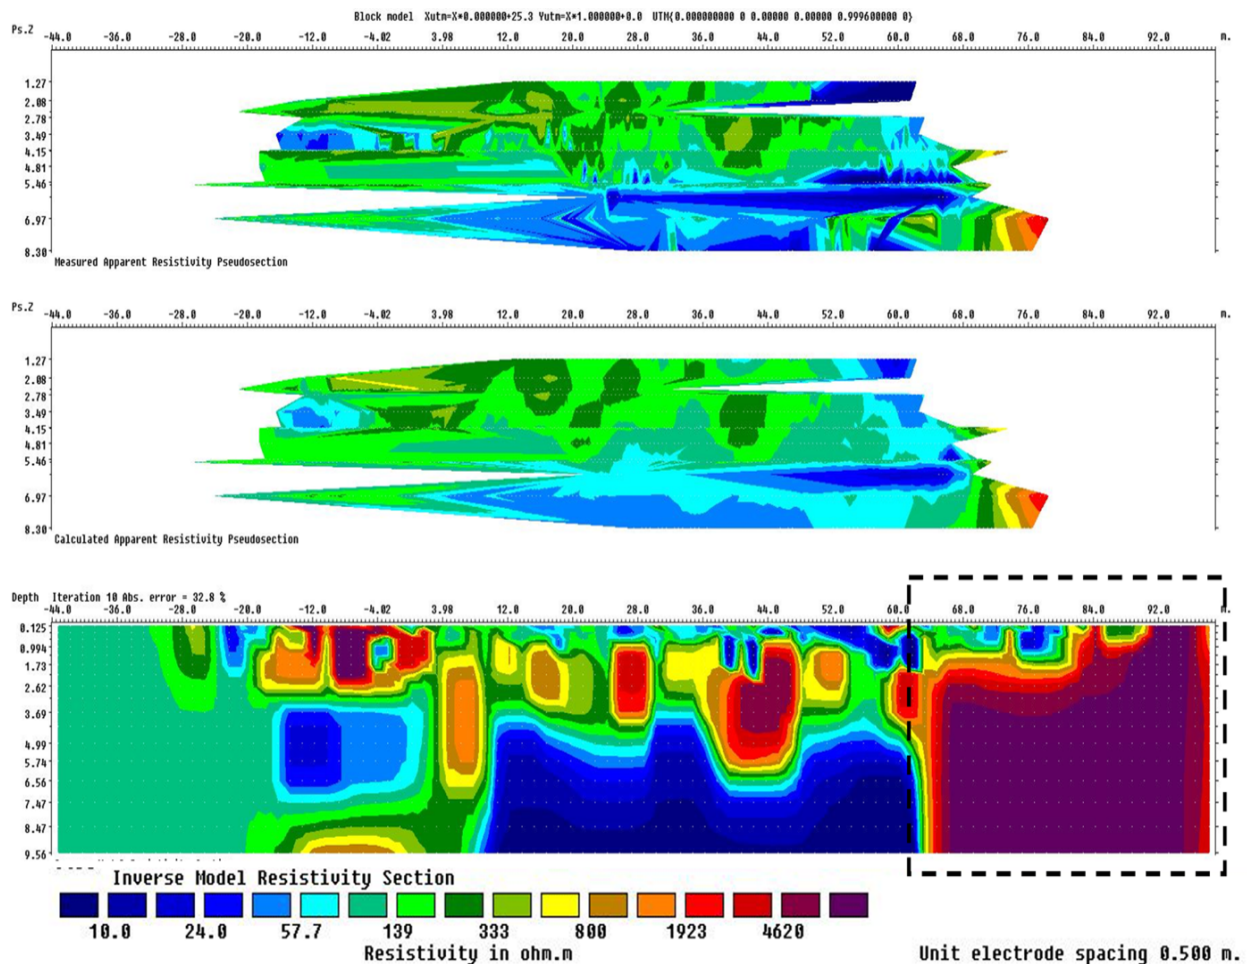 Block model Xutm=X*0.000000+25.3 Yutm=X*1.000000+0.0 UTM{0.000000000 0 0.00000 0.00000 0.999600000 0}
Ps.Z -44.0 -36.0 -28.0 -20.0 -12.0 -4.02 3.98 12.0 20.0 28.0 36.0 44.0 52.0 60.0 68.0 76.0 84.0 92.0 m.
1.27
2.08
2.78
3.49
4.15
4.81
5.46
6.97
8.30
Measured Apparent Resistivity Pseudosection
Ps.Z -44.0 -36.0 -28.0 -20.0 -12.0 -4.02 3.98 12.0 20.0 28.0 36.0 44.0 52.0 60.0 68.0 76.0 84.0 92.0 m.
1.27
2.08
2.78
3.49
4.15
4.81
5.46
6.97
8.30
Calculated Apparent Resistivity Pseudosection
Depth Iteration 10 Abs. error = 32.8 %
-44.0 -36.0 -28.0 -20.0 -12.0 -4.02 3.98 12.0 20.0 28.0 36.0 44.0 52.0 60.0 68.0 76.0 84.0 92.0 m.
0.125
0.994
1.73
2.62
3.69
4.99
5.74
6.56
7.47
8.47
9.56
Inverse Model Resistivity Section
10.0 24.0 57.7 139 333 800 1923 4620
Resistivity in ohm.m Unit electrode spacing 0.500 m.